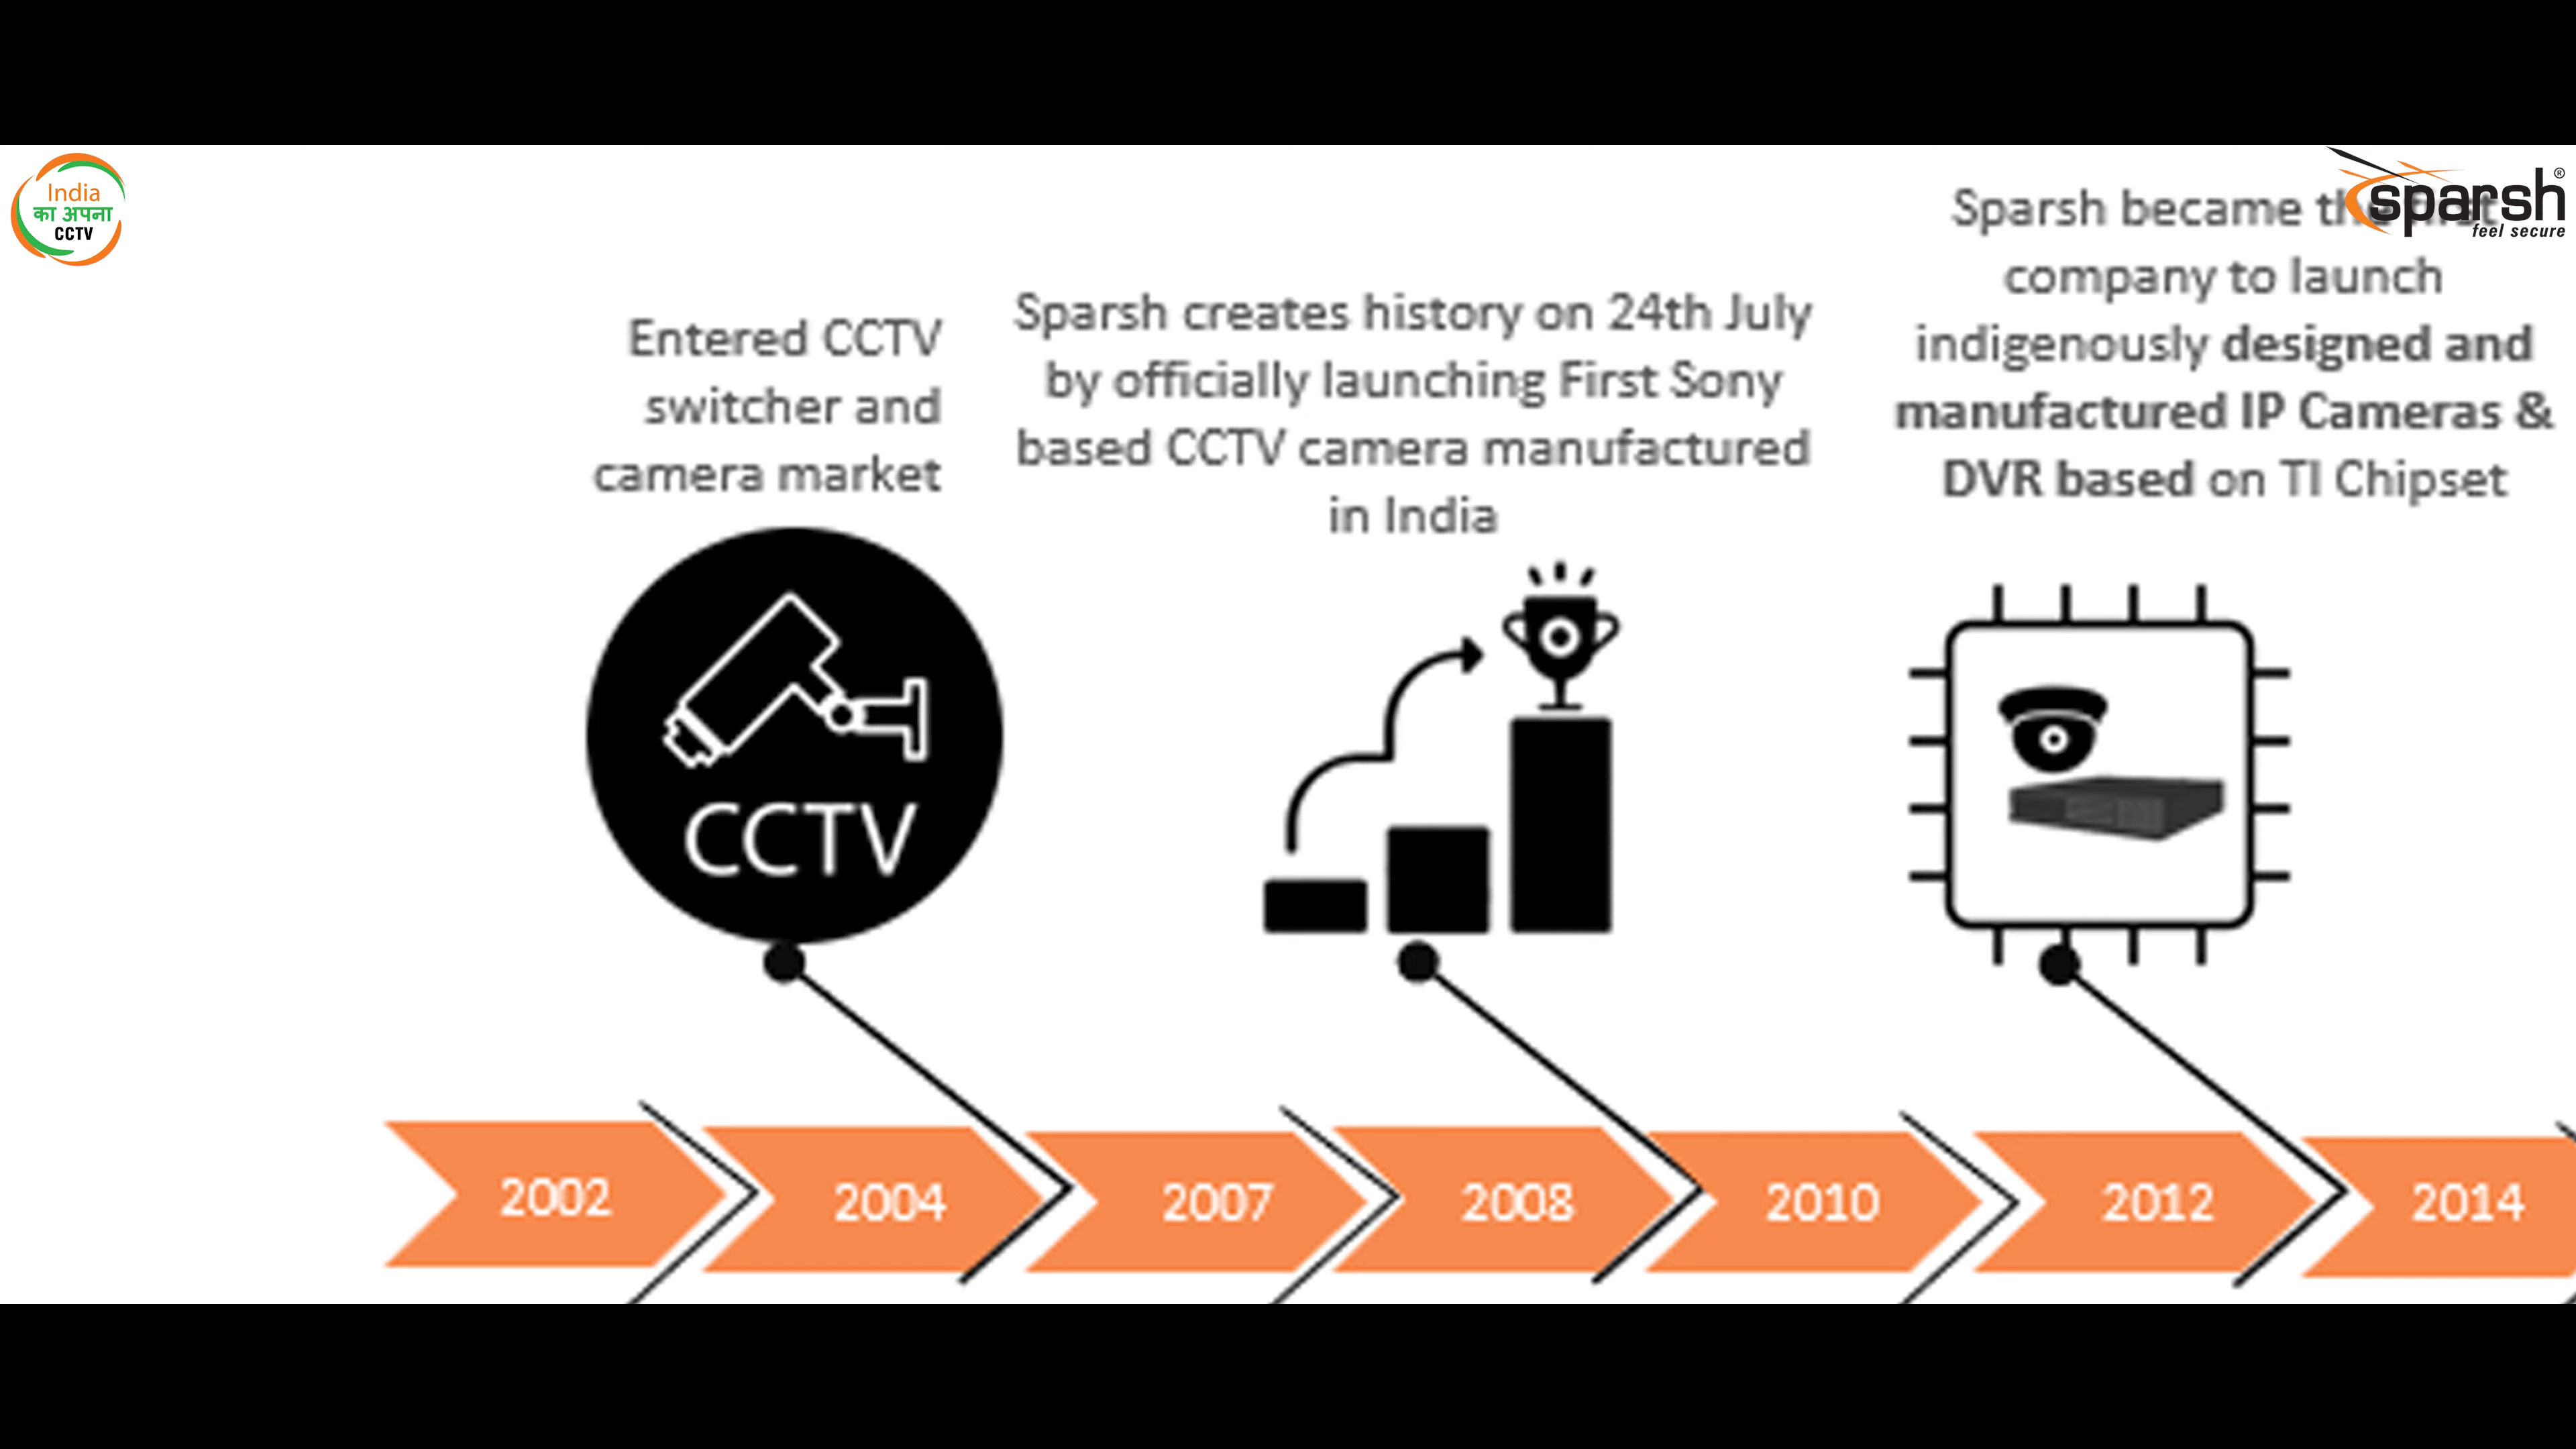 India
का अपना
CCTV
sparsh®
feel secure
Entered CCTV
switcher and
camera market
Sparsh creates history on 24th July
by officially launching First Sony
based CCTV camera manufactured
in India
Sparsh became the first
company to launch
indigenously designed and
manufactured IP Cameras &
DVR based on TI Chipset
CCTV
2002
2004
2007
2008
2010
2012
2014